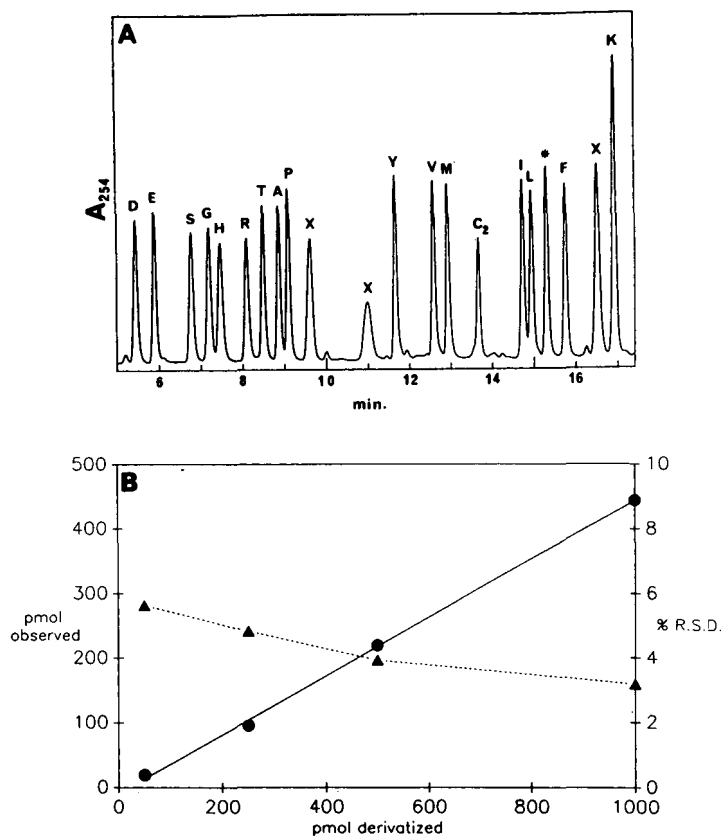 A
A254
D E S G H R T A P X X Y V M C2 I L * F X K
6 8 10 12 14 16
min.
B
500
400
300
200
100
0
pmol
observed
10
8
6
4
2
0
% R.S.D.
0 200 400 600 800 1000
pmol derivatized